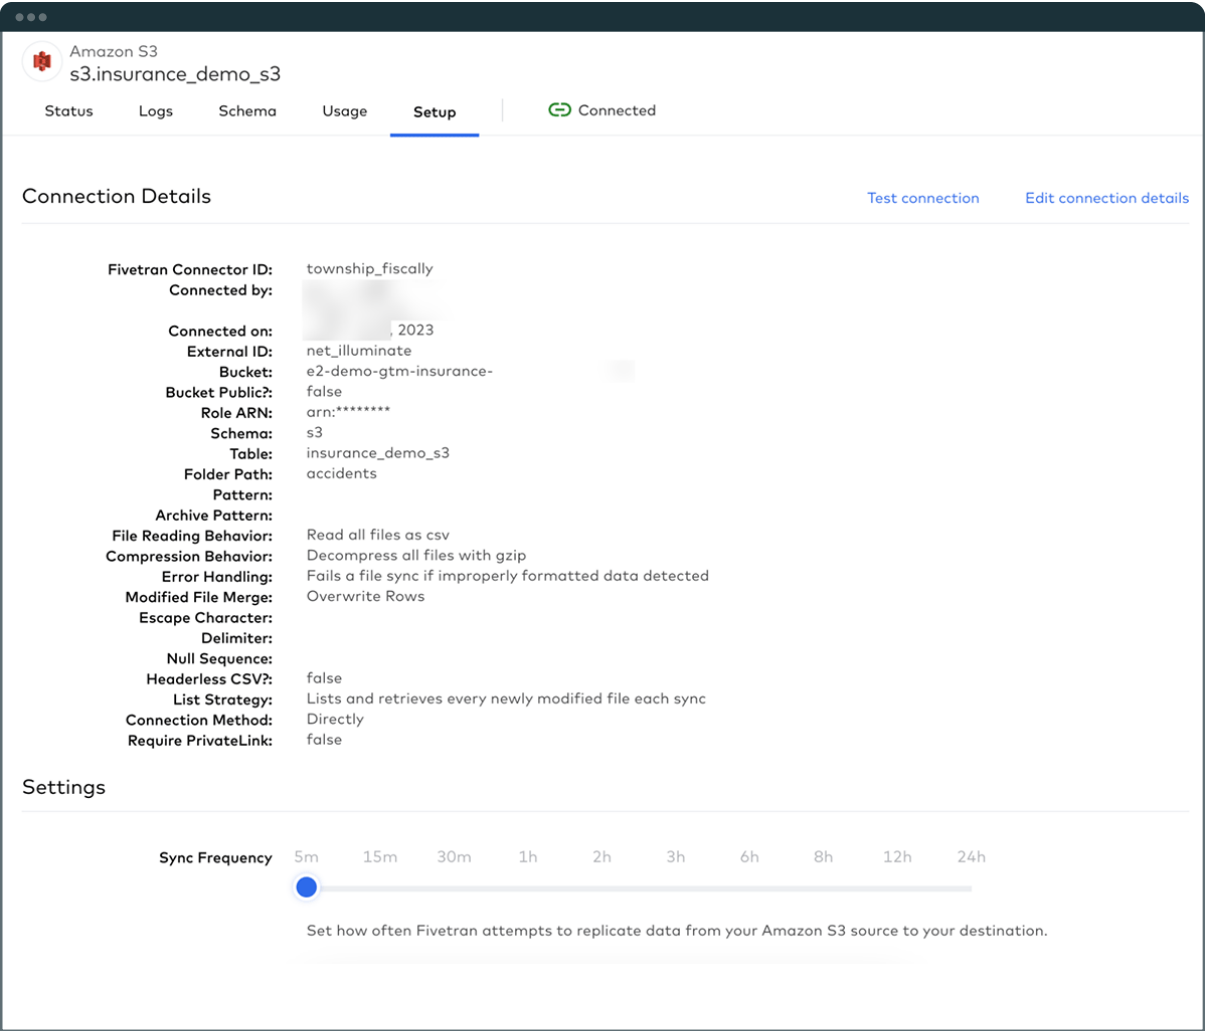 Amazon S3
s3.insurance_demo_s3
Status Logs Schema Usage Setup Connected
Connection Details Test connection Edit connection details
Fivetran Connector ID: township_fiscally
Connected by:
Connected on: , 2023
External ID: net_illuminate
Bucket: e2-demo-gtm-insurance-
Bucket Public?: false
Role ARN: arn:********
Schema: s3
Table: insurance_demo_s3
Folder Path: accidents
Pattern:
Archive Pattern:
File Reading Behavior: Read all files as csv
Compression Behavior: Decompress all files with gzip
Error Handling: Fails a file sync if improperly formatted data detected
Modified File Merge: Overwrite Rows
Escape Character:
Delimiter:
Null Sequence:
Headerless CSV?: false
List Strategy: Lists and retrieves every newly modified file each sync
Connection Method: Directly
Require PrivateLink: false
Settings
Sync Frequency 5m 15m 30m 1h 2h 3h 6h 8h 12h 24h
Set how often Fivetran attempts to replicate data from your Amazon S3 source to your destination.